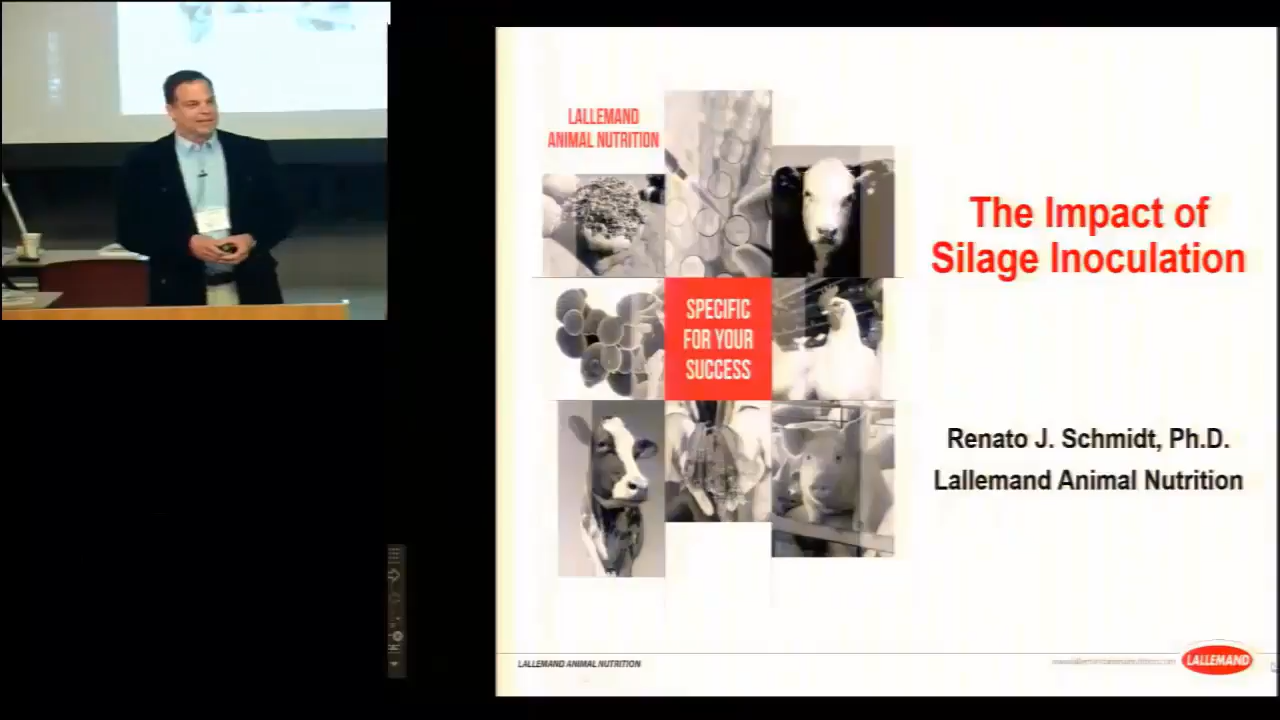 LALLEMAND
ANIMAL NUTRITION
SPECIFIC
FOR YOUR
SUCCESS
The Impact of
Silage Inoculation
Renato J. Schmidt, Ph.D.
Lallemand Animal Nutrition
LALLEMAND ANIMAL NUTRITION
LALLEMAND